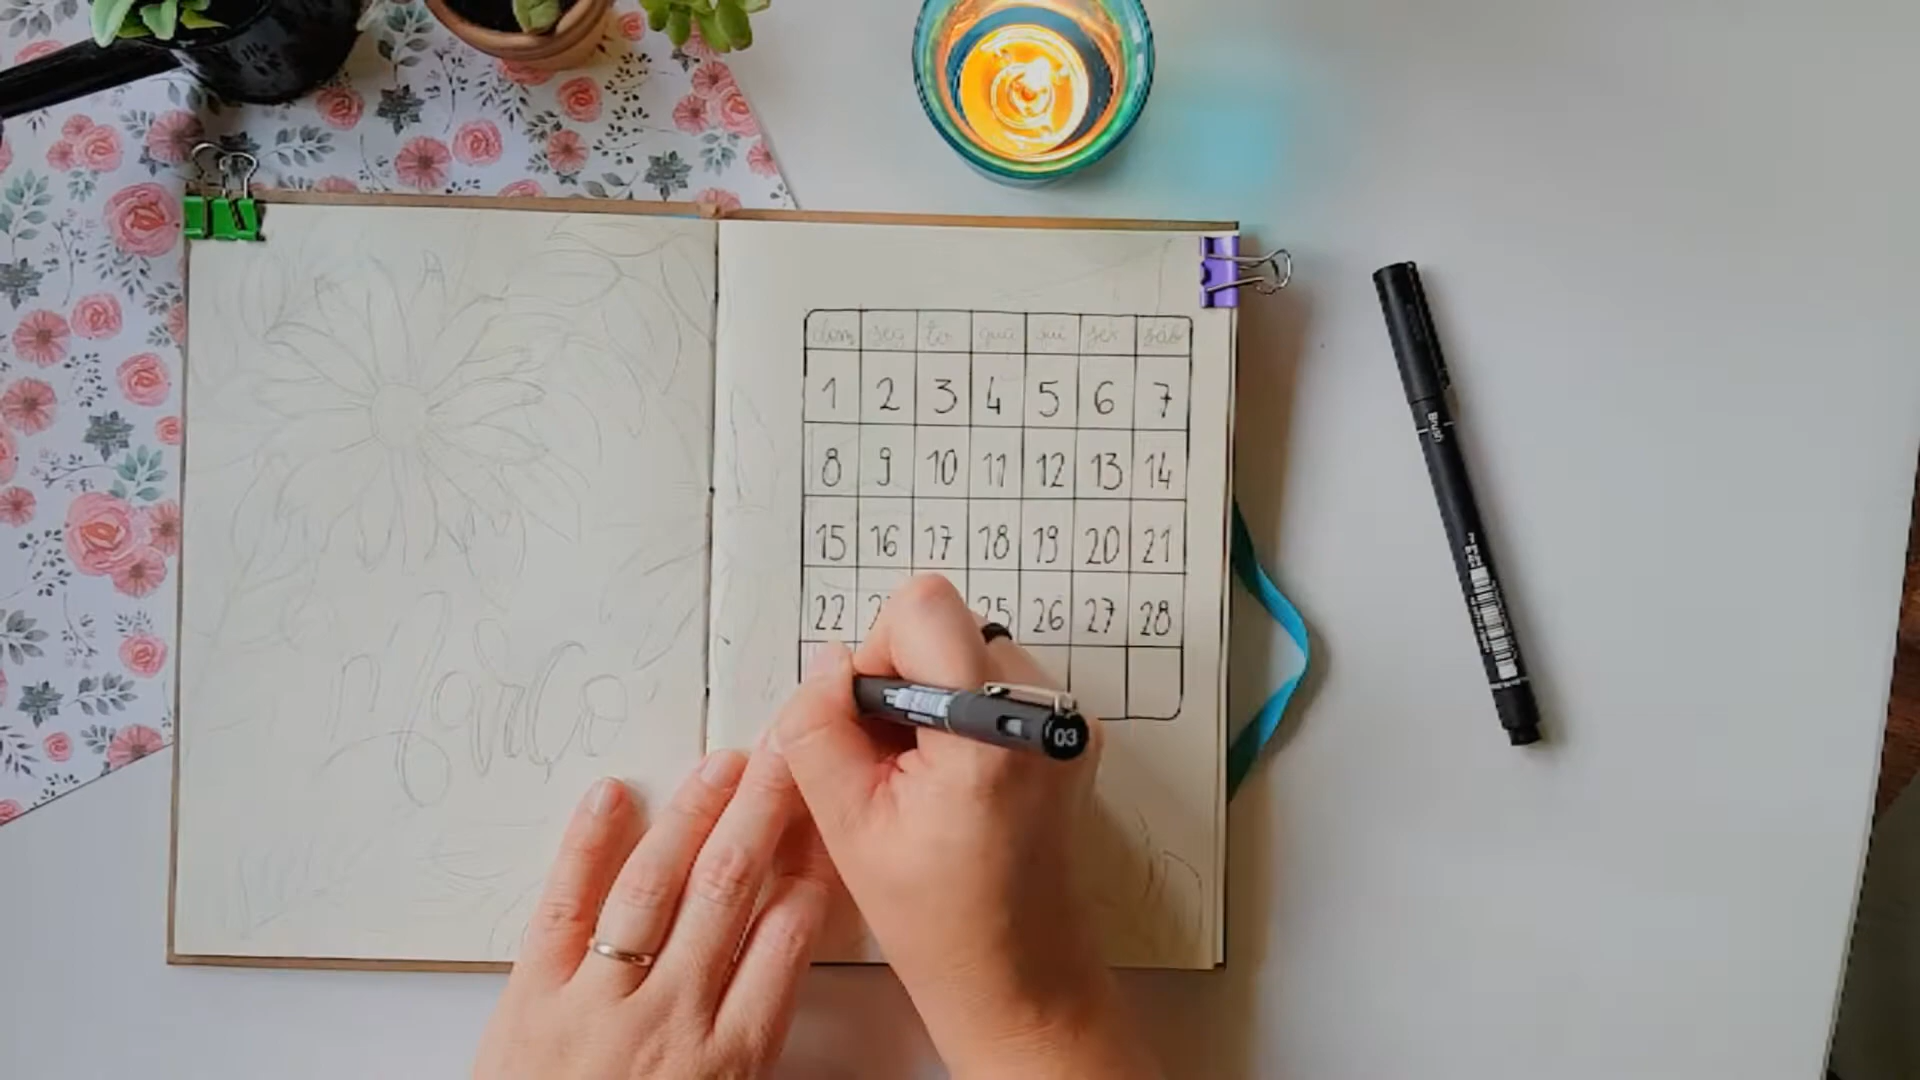 Março
dom seg ter qua qui sex sáb
1 2 3 4 5 6 7
8 9 10 11 12 13 14
15 16 17 18 19 20 21
22 25 26 27 28
03
Brush